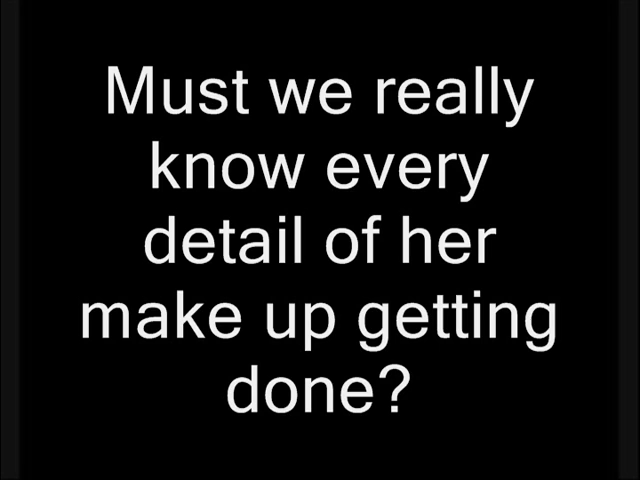 Must we really
know every
detail of her
make up getting
done?